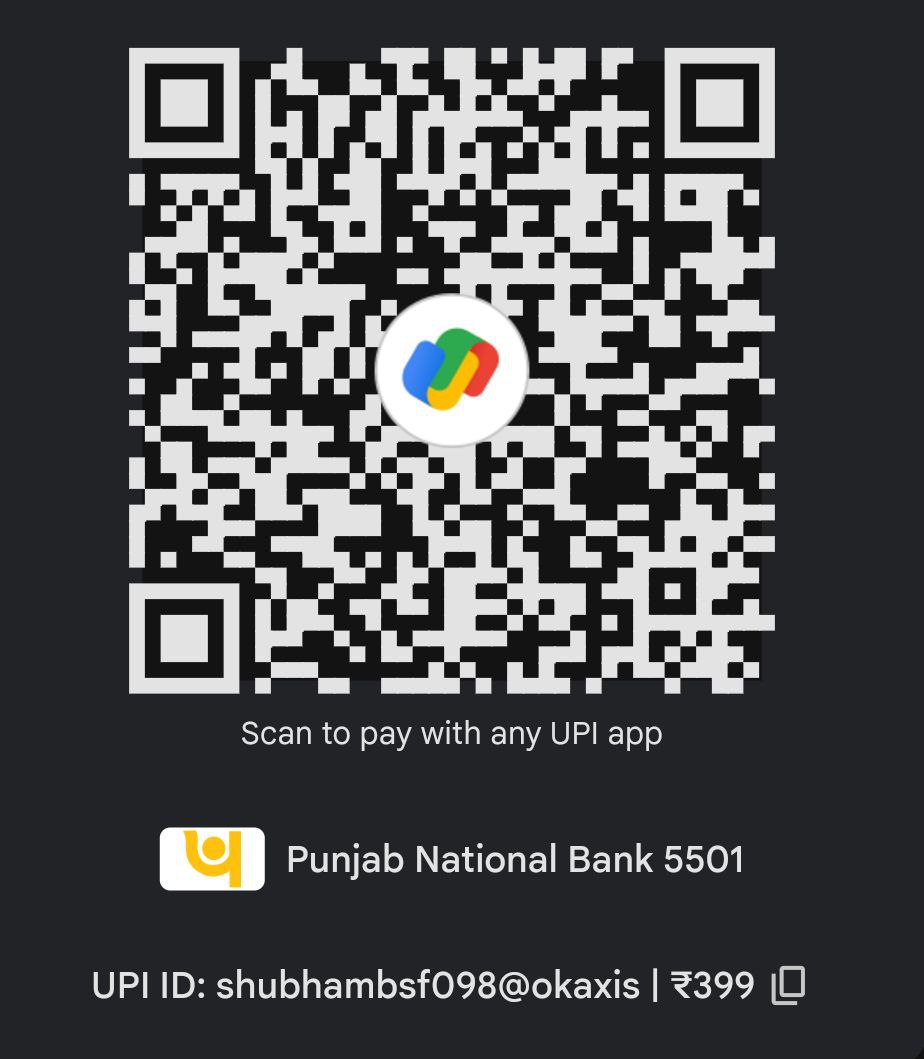 Scan to pay with any UPI app
Punjab National Bank 5501
UPI ID: shubhambsf098@okaxis | ₹399